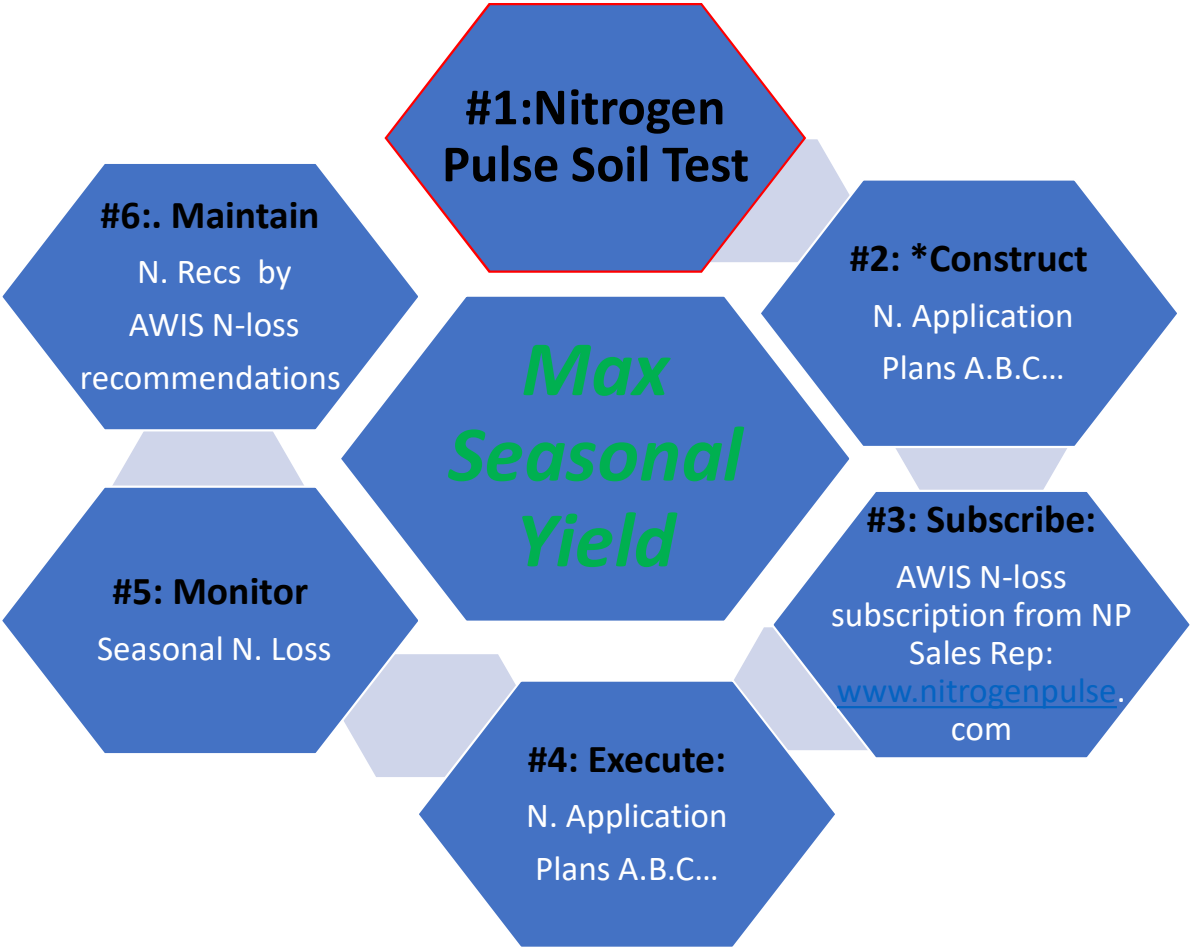 #1:Nitrogen
Pulse Soil Test
#2: *Construct
N. Application
Plans A.B.C...
#3: Subscribe:
AWIS N-loss
subscription from NP
Sales Rep:
www.nitrogenpulse.
com
#4: Execute:
N. Application
Plans A.B.C...
#5: Monitor
Seasonal N. Loss
#6:. Maintain
N. Recs by
AWIS N-loss
recommendations
Max
Seasonal
Yield